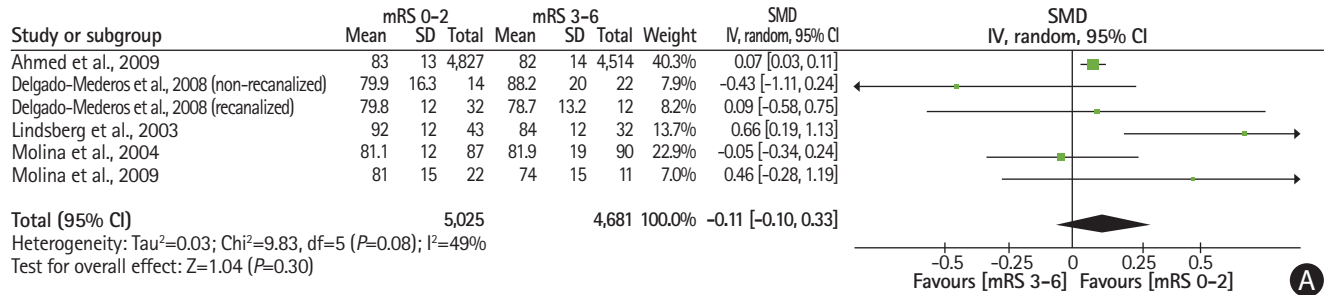 mRS 0-2 mRS 3-6 SMD SMD
Study or subgroup Mean SD Total Mean SD Total Weight IV, random, 95% CI IV, random, 95% CI
Ahmed et al., 2009 83 13 4,827 82 14 4,514 40.3% 0.07 [0.03, 0.11]
Delgado-Mederos et al., 2008 (non-recanalized) 79.9 16.3 14 88.2 20 22 7.9% -0.43 [-1.11, 0.24]
Delgado-Mederos et al., 2008 (recanalized) 79.8 12 32 78.7 13.2 12 8.2% 0.09 [-0.58, 0.75]
Lindsberg et al., 2003 92 12 43 84 12 32 13.7% 0.66 [0.19, 1.13]
Molina et al., 2004 81.1 12 87 81.9 19 90 22.9% -0.05 [-0.34, 0.24]
Molina et al., 2009 81 15 22 74 15 11 7.0% 0.46 [-0.28, 1.19]
Total (95% CI) 5,025 4,681 100.0% -0.11 [-0.10, 0.33]
Heterogeneity: Tau²=0.03; Chi²=9.83, df=5 (P=0.08); I²=49%
Test for overall effect: Z=1.04 (P=0.30)
-0.5 -0.25 0 0.25 0.5
Favours [mRS 3-6] Favours [mRS 0-2]
A